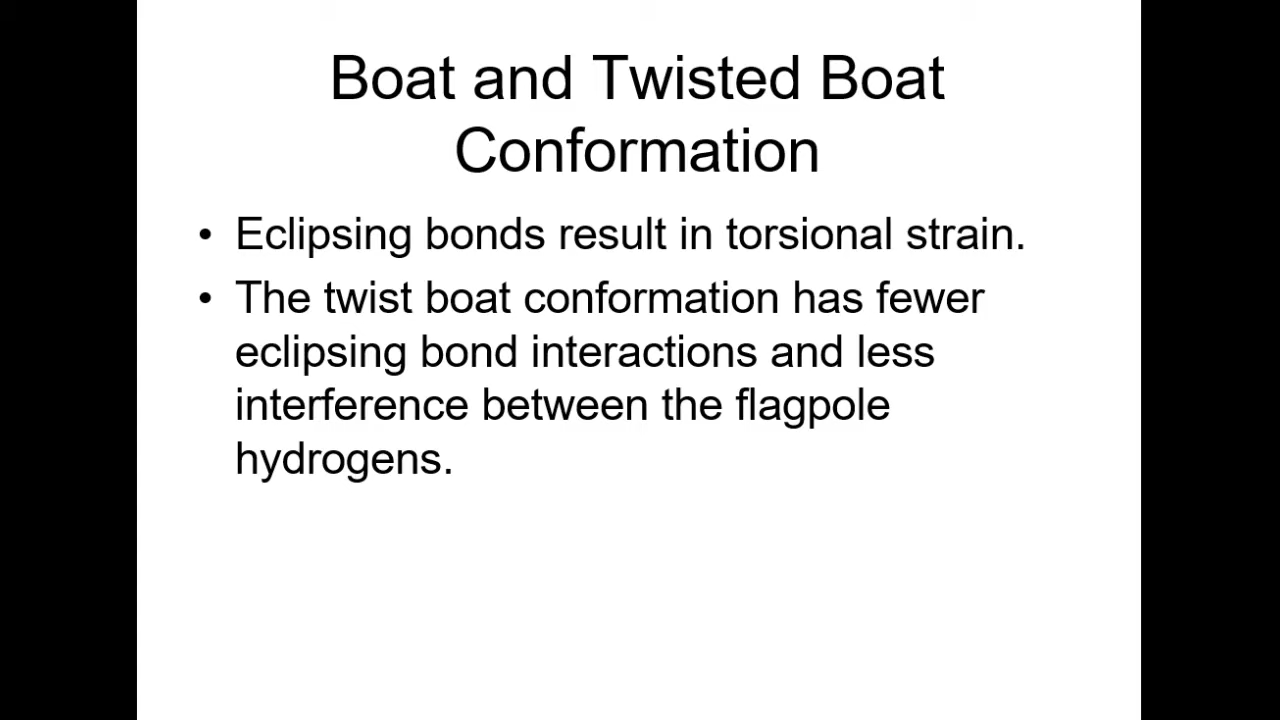 Boat and Twisted Boat
Conformation
• Eclipsing bonds result in torsional strain.
• The twist boat conformation has fewer
eclipsing bond interactions and less
interference between the flagpole
hydrogens.